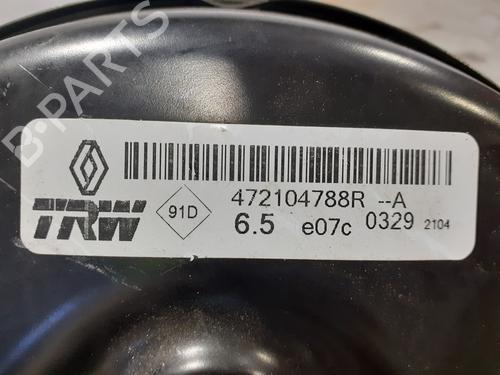 B-PARTS
TRW
91D
472104788R --A
6.5 e07c 0329 2104